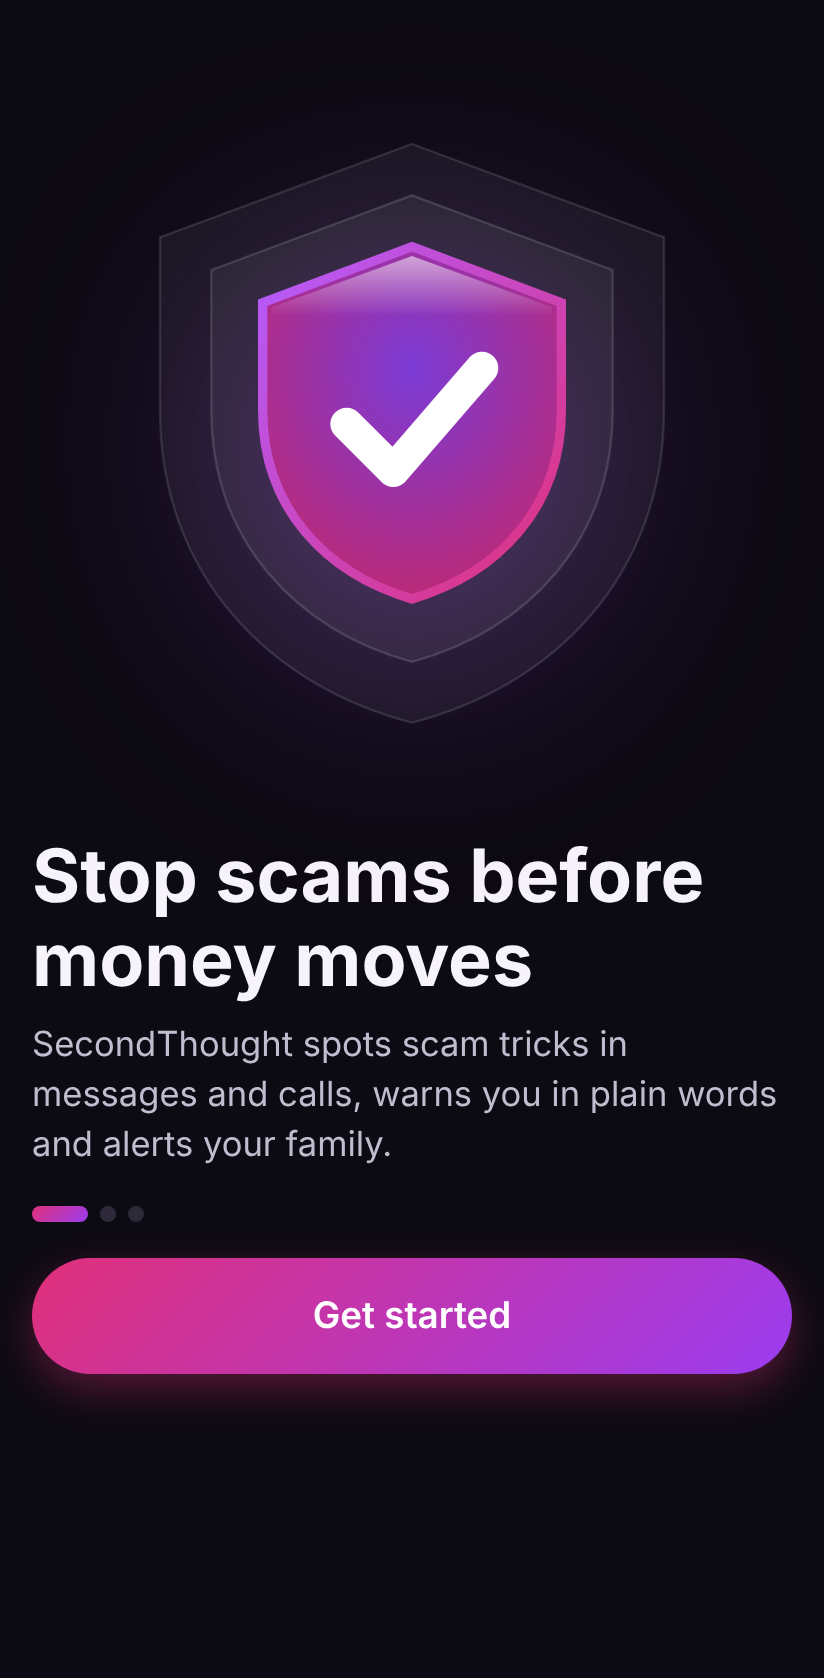 Stop scams before
money moves
SecondThought spots scam tricks in
messages and calls, warns you in plain words
and alerts your family.
Get started